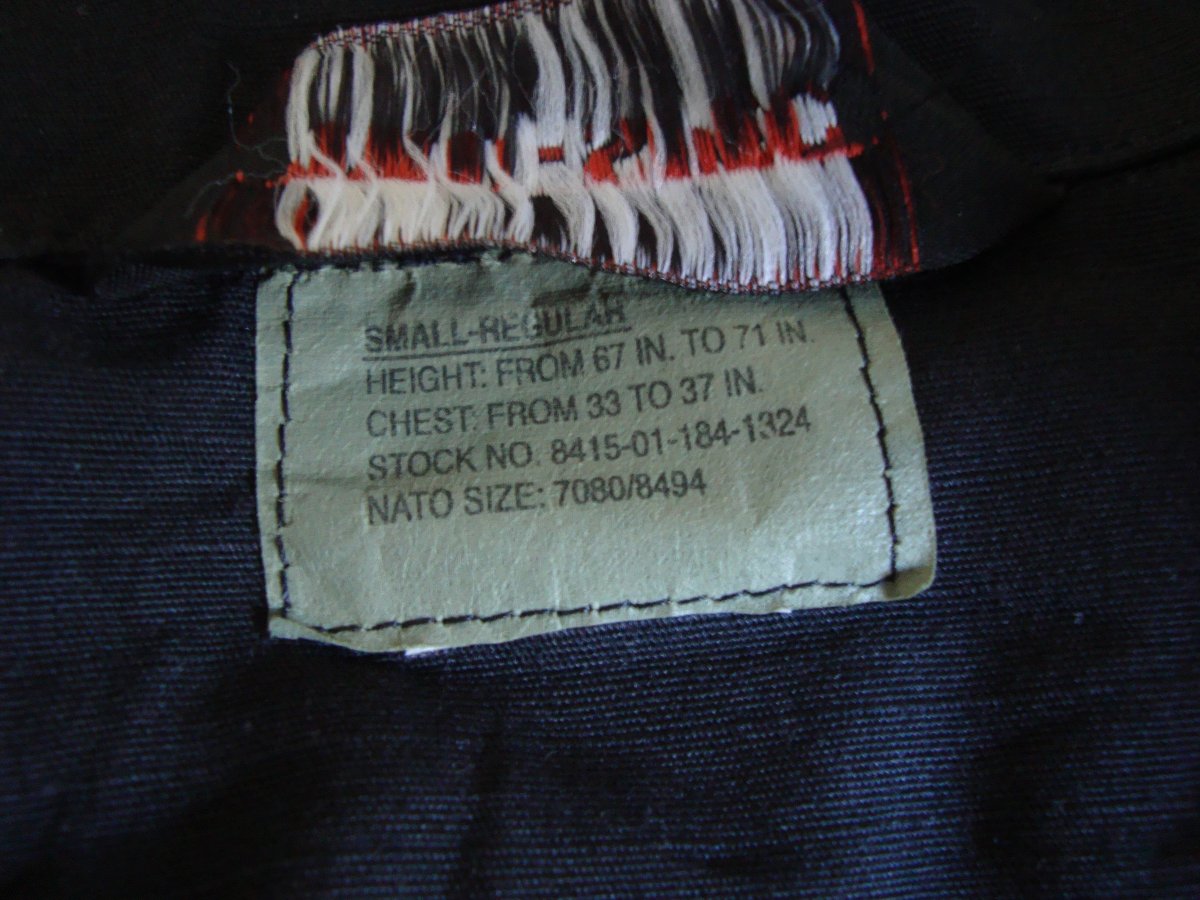 SMALL-REGULAR
HEIGHT: FROM 67 IN. TO 71 IN.
CHEST: FROM 33 TO 37 IN.
STOCK NO. 8415-01-184-1324
NATO SIZE: 7080/8494